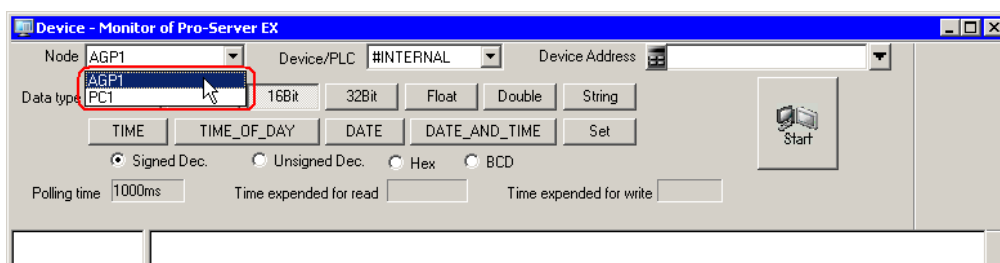 Device - Monitor of Pro-Server EX
Node AGP1 Device/PLC #INTERNAL Device Address
AGP1
Data type PC1 16Bit 32Bit Float Double String
TIME TIME_OF_DAY DATE DATE_AND_TIME Set
Start
Signed Dec. Unsigned Dec. Hex BCD
Polling time 1000ms Time expended for read Time expended for write